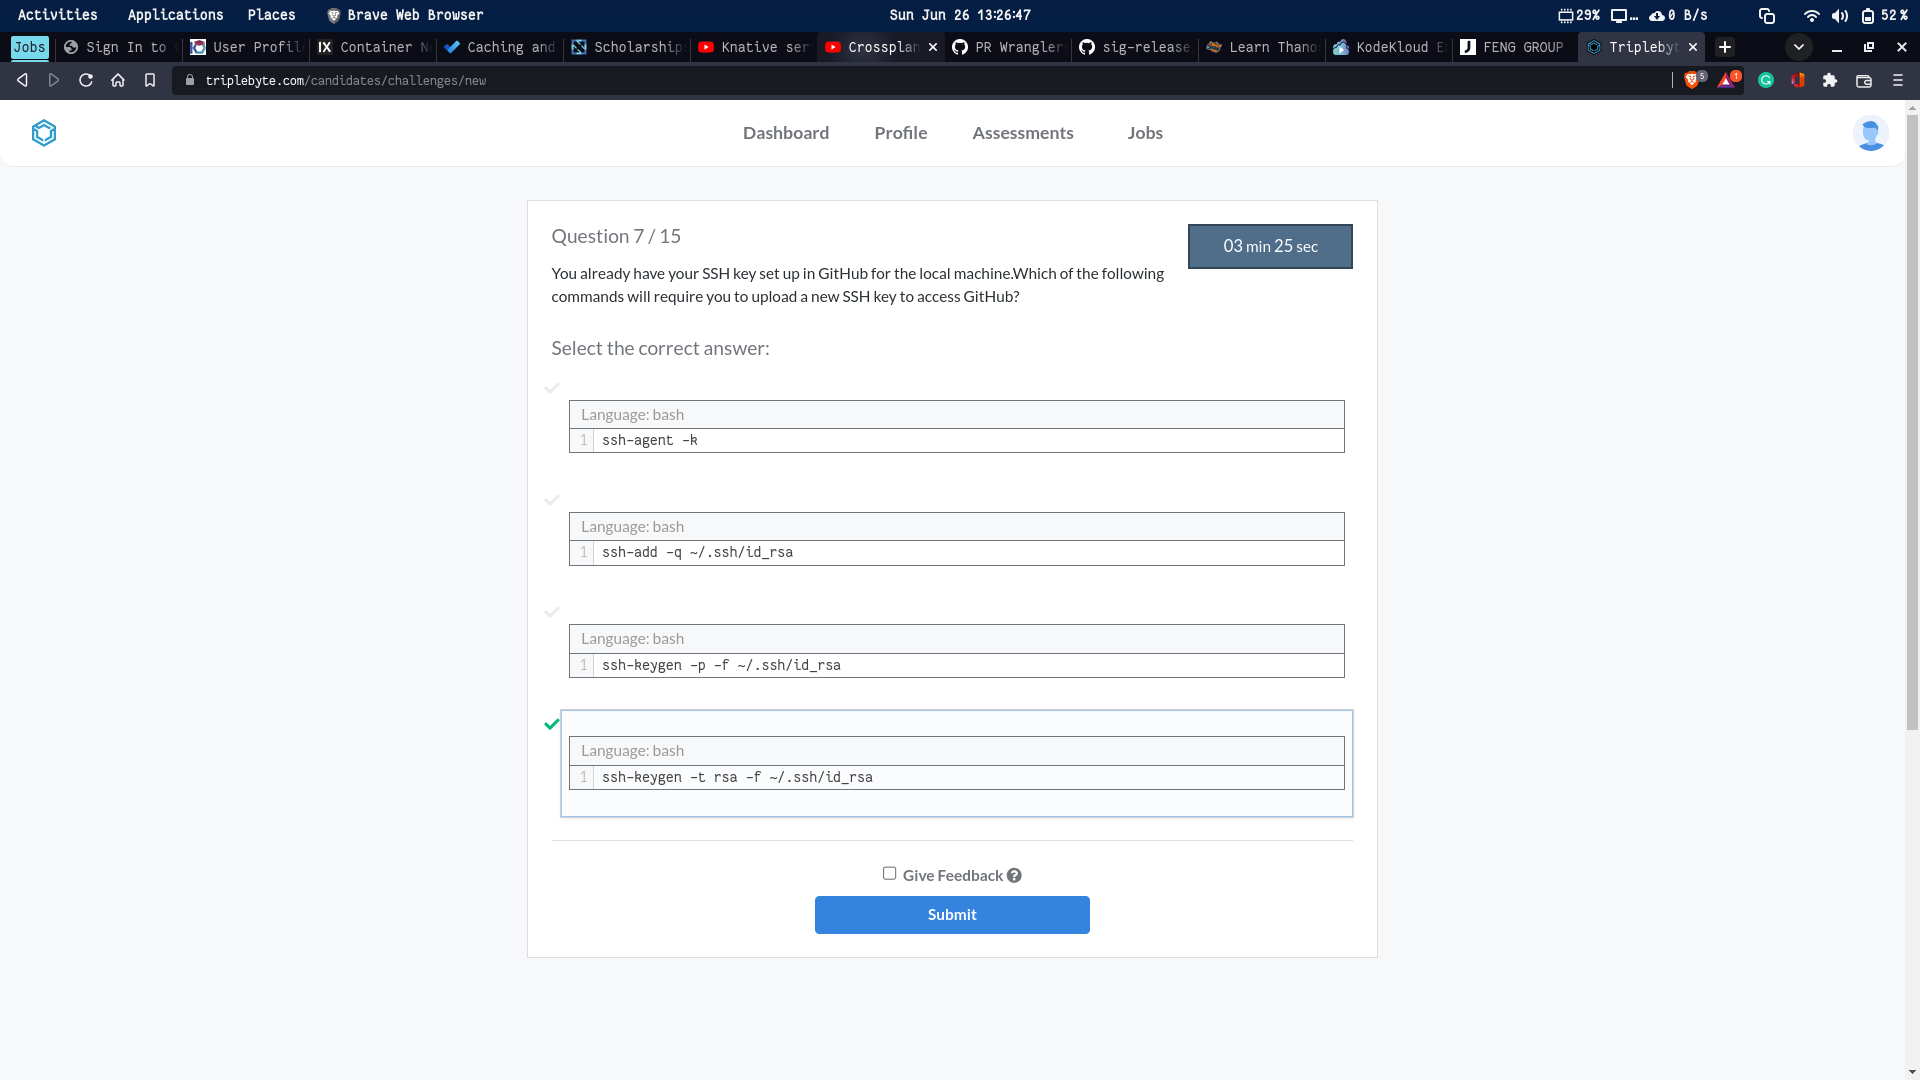 Activities Applications Places Brave Web Browser Sun Jun 26 13:26:47 29% ... 0 B/s 52%
Jobs Sign In to User Profil IX Container N Caching and Scholarship Knative ser Crossplan PR Wrangler sig-release Learn Thano KodeKloud E FENG GROUP Triplebyt
triplebyte.com/candidates/challenges/new 5 1
Dashboard Profile Assessments Jobs
Question 7 / 15
03 min 25 sec
You already have your SSH key set up in GitHub for the local machine.Which of the following
commands will require you to upload a new SSH key to access GitHub?
Select the correct answer:
Language: bash
1 ssh-agent -k
Language: bash
1 ssh-add -q ~/.ssh/id_rsa
Language: bash
1 ssh-keygen -p -f ~/.ssh/id_rsa
Language: bash
1 ssh-keygen -t rsa -f ~/.ssh/id_rsa
Give Feedback ?
Submit